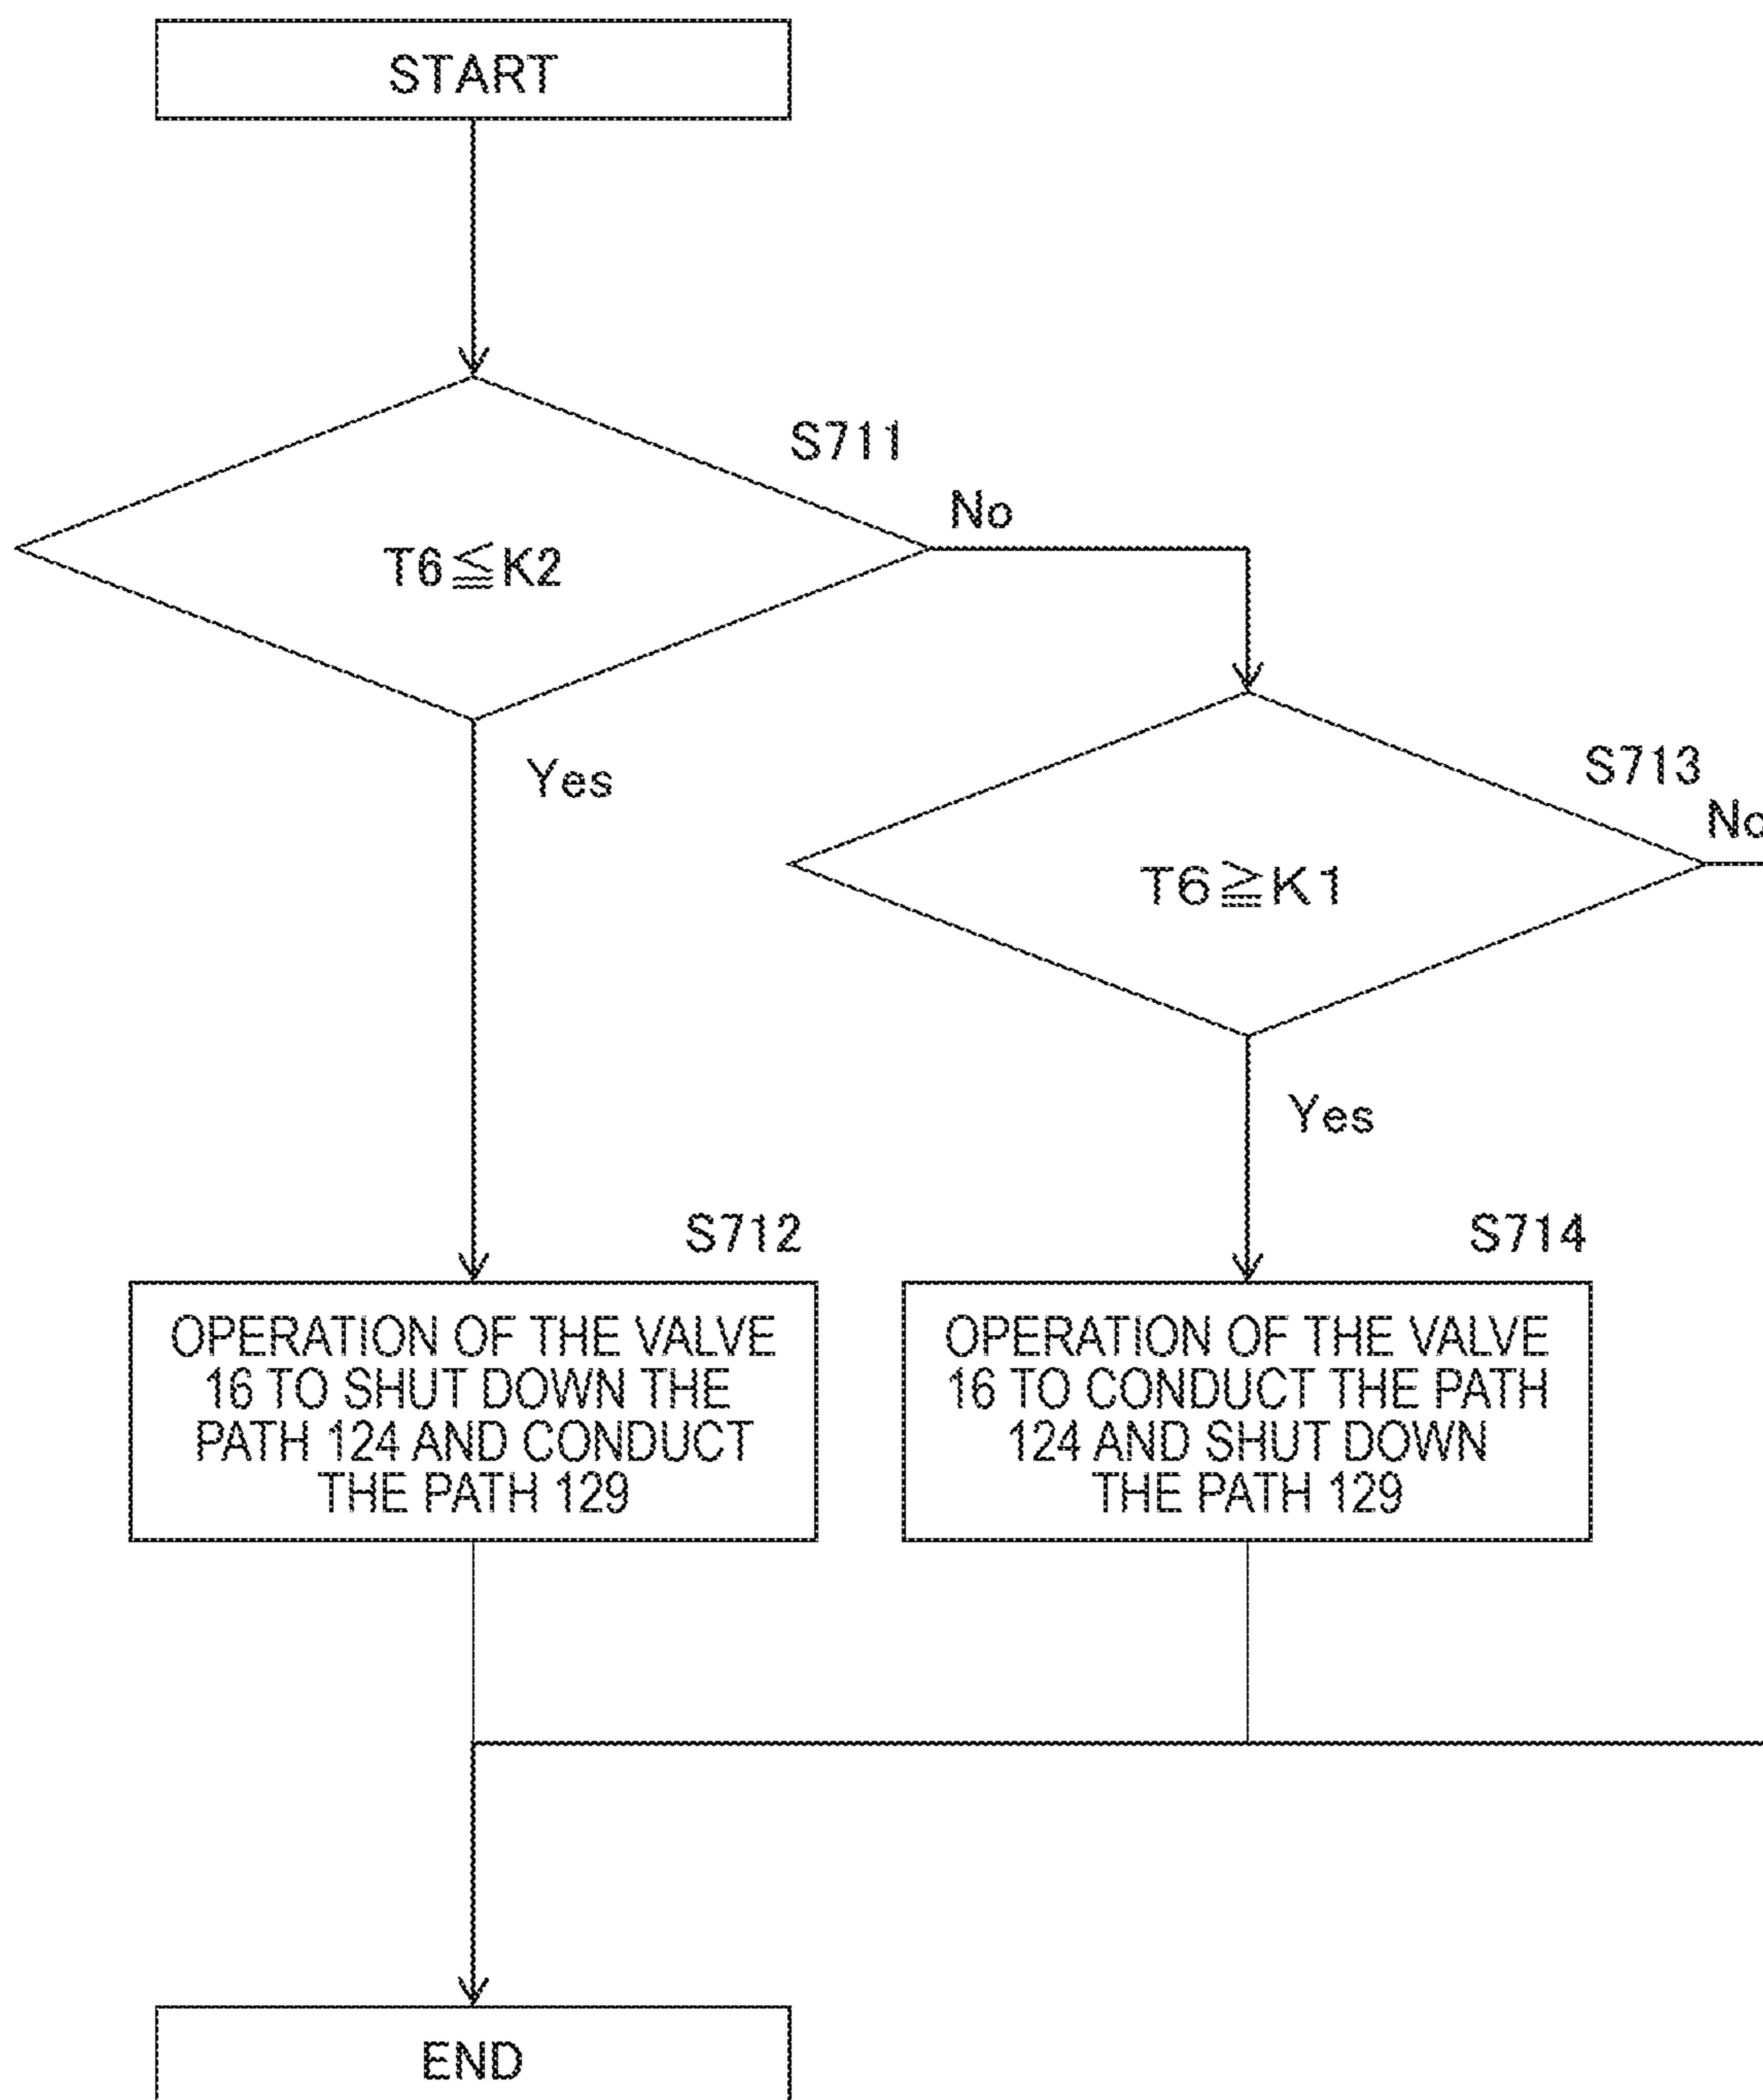 START
S711
No
T6≦K2
Yes
S713
No
T6≧K1
Yes
S712
OPERATION OF THE VALVE
16 TO SHUT DOWN THE
PATH 124 AND CONDUCT
THE PATH 129
S714
OPERATION OF THE VALVE
16 TO CONDUCT THE PATH
124 AND SHUT DOWN
THE PATH 129
END